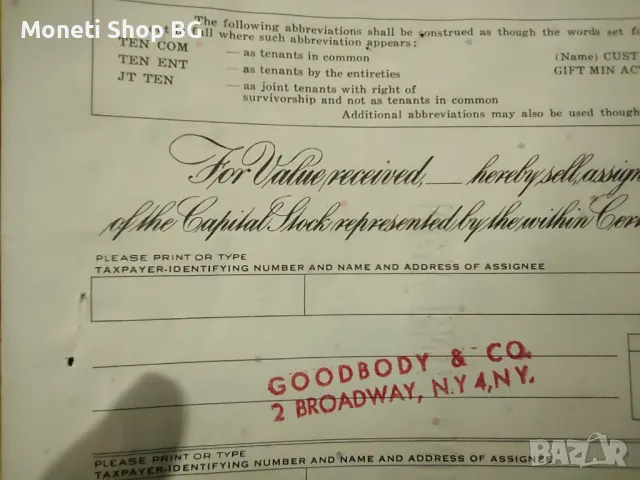 Moneti Shop BG
The following abbreviations shall be construed as though the words set for
all where such abbreviation appears:
TEN COM — as tenants in common (Name) CUST
TEN ENT — as tenants by the entireties GIFT MIN AC
JT TEN — as joint tenants with right of
survivorship and not as tenants in common
Additional abbreviations may also be used though
For Value received, hereby sell, assign
of the Capital Stock represented by the within Cer
PLEASE PRINT OR TYPE
TAXPAYER-IDENTIFYING NUMBER AND NAME AND ADDRESS OF ASSIGNEE
GOODBODY & CO.
2 BROADWAY, N.Y 4, N.Y.
PLEASE PRINT OR TYPE
TAXPAYER-IDENTIFYING NUMBER AND NAME AND ADDRESS OF ASSIGNEE
BAZAR